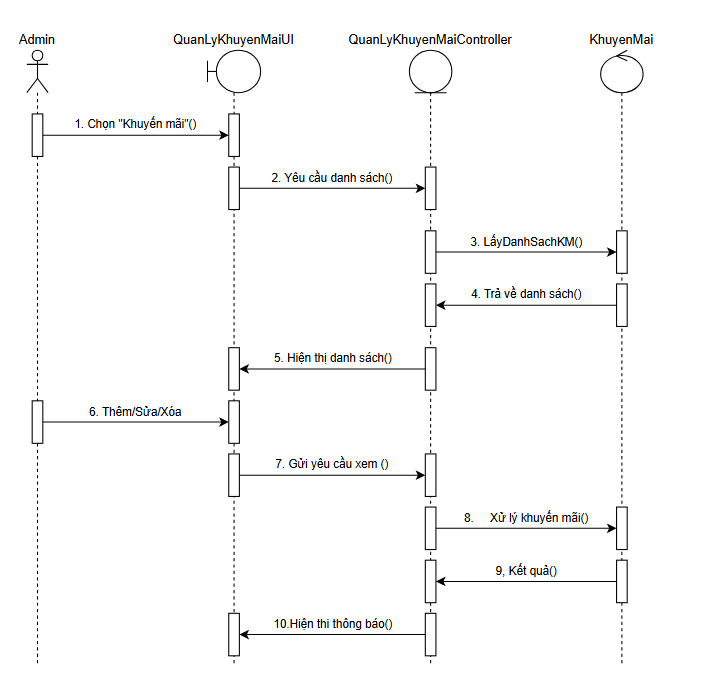 Admin
QuanLyKhuyenMaiUI
QuanLyKhuyenMaiController
KhuyenMai
1. Chọn "Khuyến mãi"()
2. Yêu cầu danh sách()
3. LấyDanhSachKM()
4. Trả về danh sách()
5. Hiện thị danh sách()
6. Thêm/Sửa/Xóa
7. Gửi yêu cầu xem ()
8. Xử lý khuyến mãi()
9, Kết quả()
10.Hiện thi thông báo()